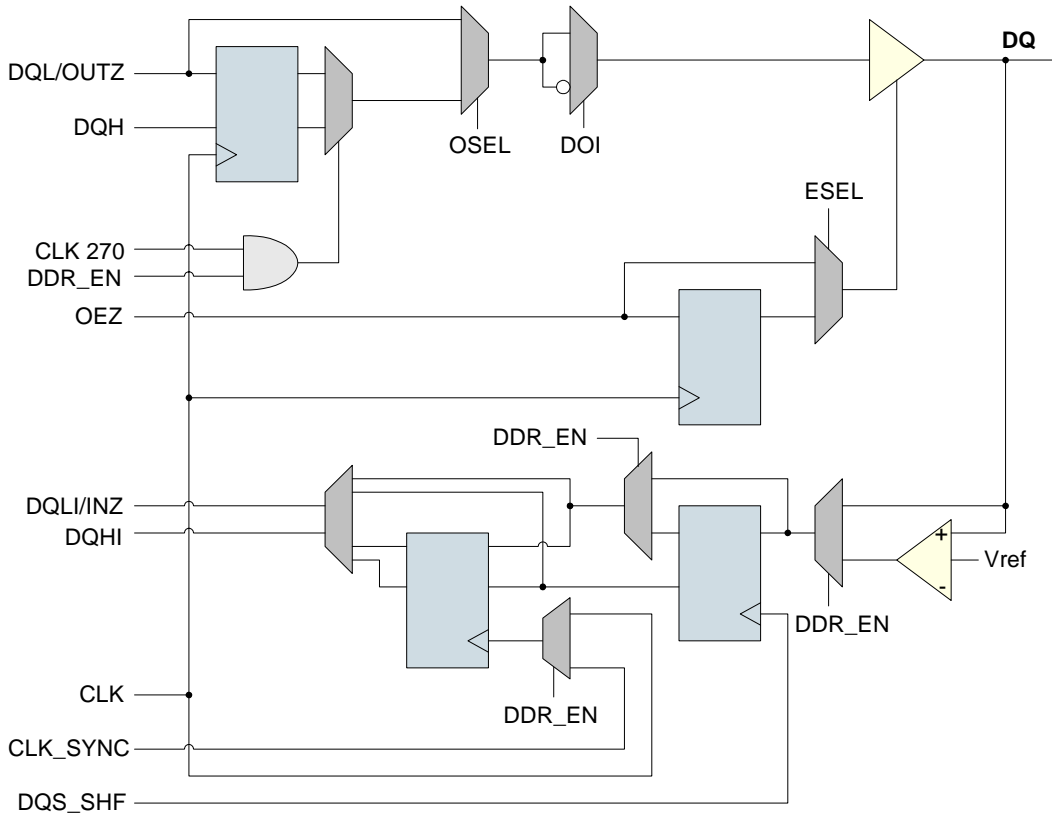 DQ
DQL/OUTZ
DQH
OSEL
DOI
ESEL
CLK 270
DDR_EN
OEZ
DDR_EN
DQLI/INZ
DQHI
+
Vref
-
DDR_EN
CLK
DDR_EN
CLK_SYNC
DQS_SHF